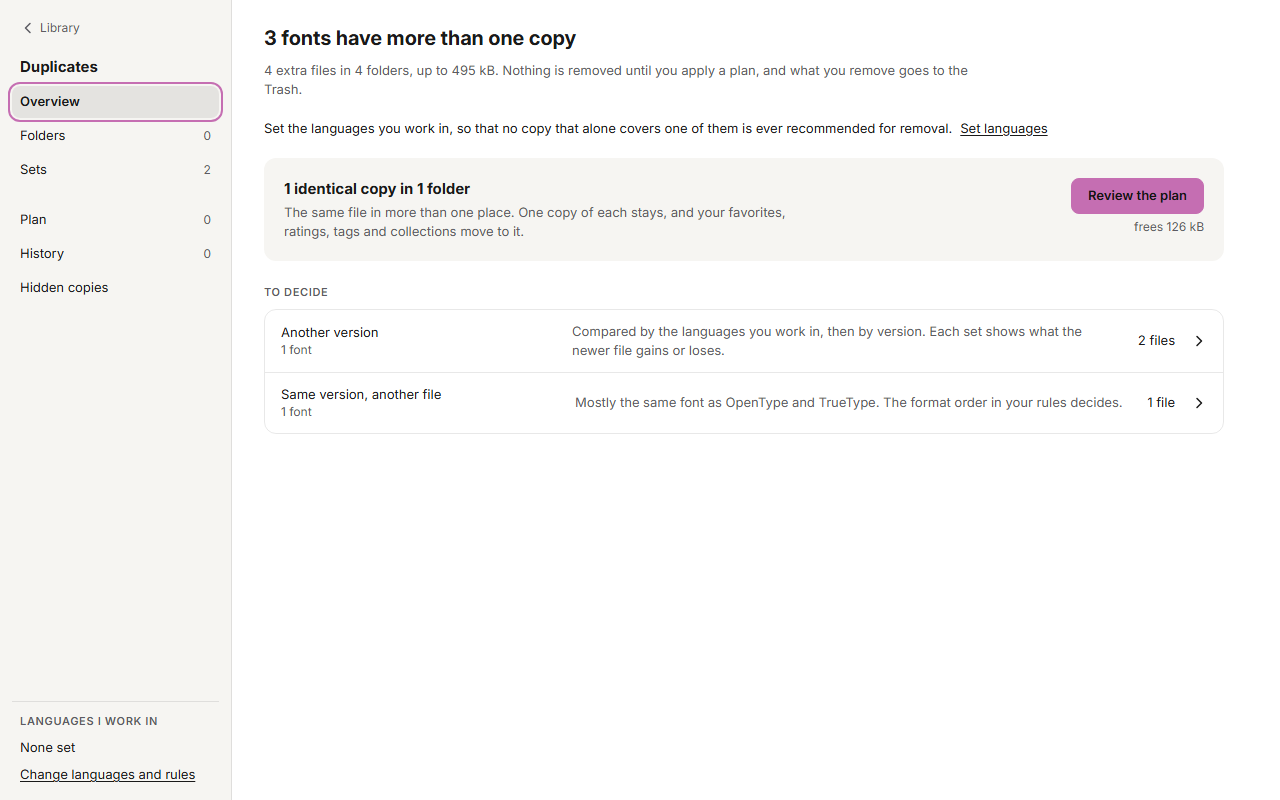 Library
Duplicates
Overview
Folders 0
Sets 2
Plan 0
History 0
Hidden copies
LANGUAGES I WORK IN
None set
Change languages and rules
3 fonts have more than one copy
4 extra files in 4 folders, up to 495 kB. Nothing is removed until you apply a plan, and what you remove goes to the
Trash.
Set the languages you work in, so that no copy that alone covers one of them is ever recommended for removal. Set languages
1 identical copy in 1 folder
The same file in more than one place. One copy of each stays, and your favorites,
ratings, tags and collections move to it.
Review the plan
frees 126 kB
TO DECIDE
Another version
1 font
Compared by the languages you work in, then by version. Each set shows what the
newer file gains or loses.
2 files
Same version, another file
1 font
Mostly the same font as OpenType and TrueType. The format order in your rules decides.
1 file